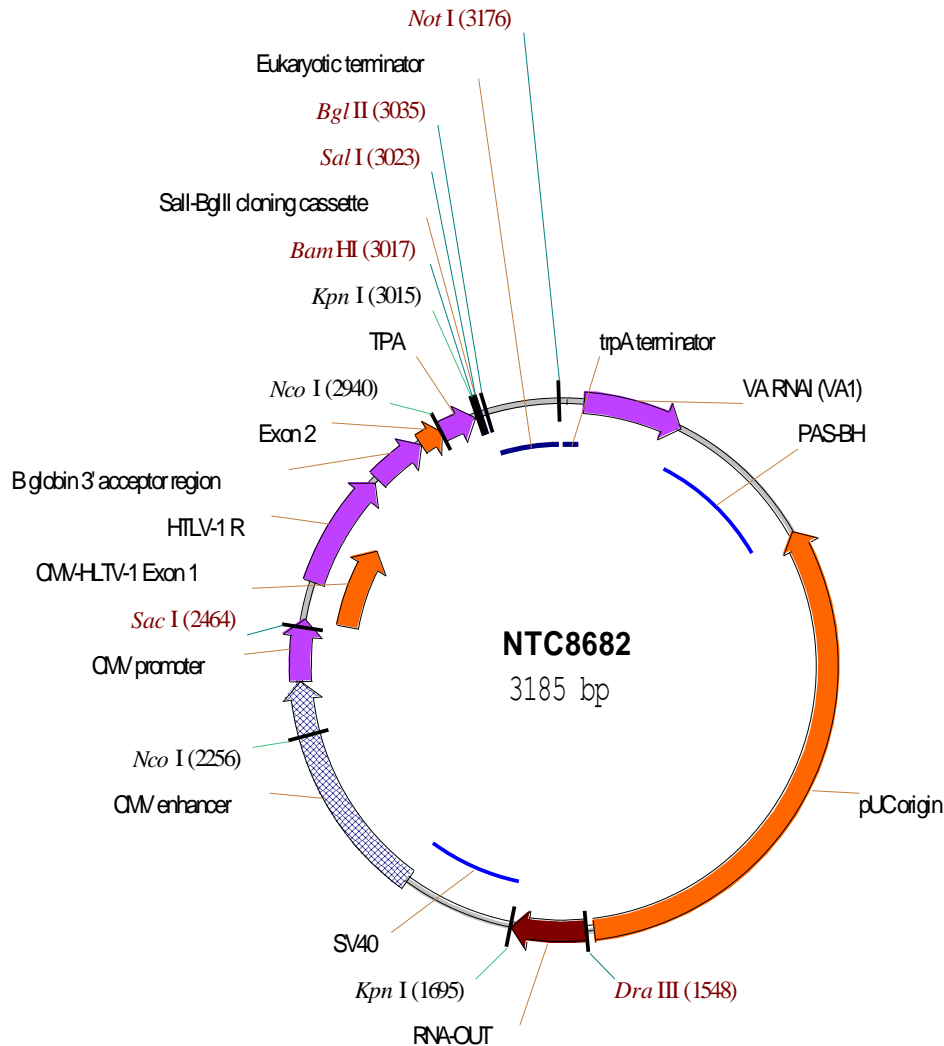 Not I (3176)
Eukaryotic terminator
Bgl II (3035)
Sal I (3023)
SalI-BglII cloning cassette
Bam HI (3017)
Kpn I (3015)
TPA
trpA terminator
Nco I (2940)
VA RNAI (VA1)
Exon 2
PAS-BH
B globin 3' acceptor region
HTLV-1 R
CMV-HLTV-1 Exon 1
Sac I (2464)
NTC8682
CMV promoter
3185 bp
Nco I (2256)
CMV enhancer
pUC origin
SV40
Kpn I (1695)
Dra III (1548)
RNA-OUT